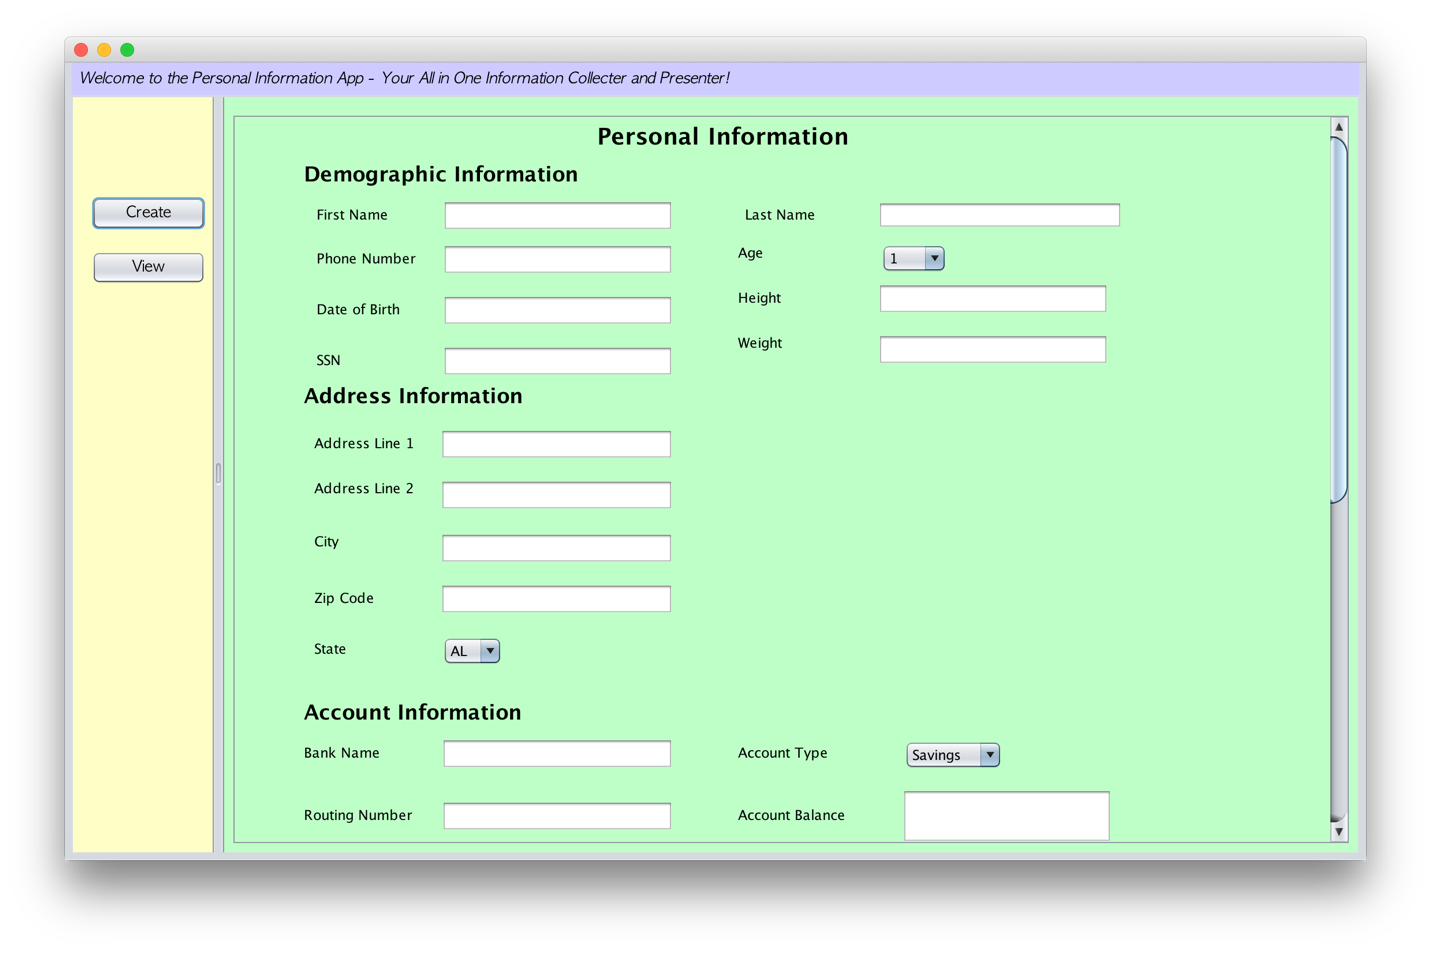 Welcome to the Personal Information App - Your All in One Information Collecter and Presenter!
Create
View
Personal Information
Demographic Information
First Name
Last Name
Phone Number
Age
1
Date of Birth
Height
SSN
Weight
Address Information
Address Line 1
Address Line 2
City
Zip Code
State
AL
Account Information
Bank Name
Account Type
Savings
Routing Number
Account Balance